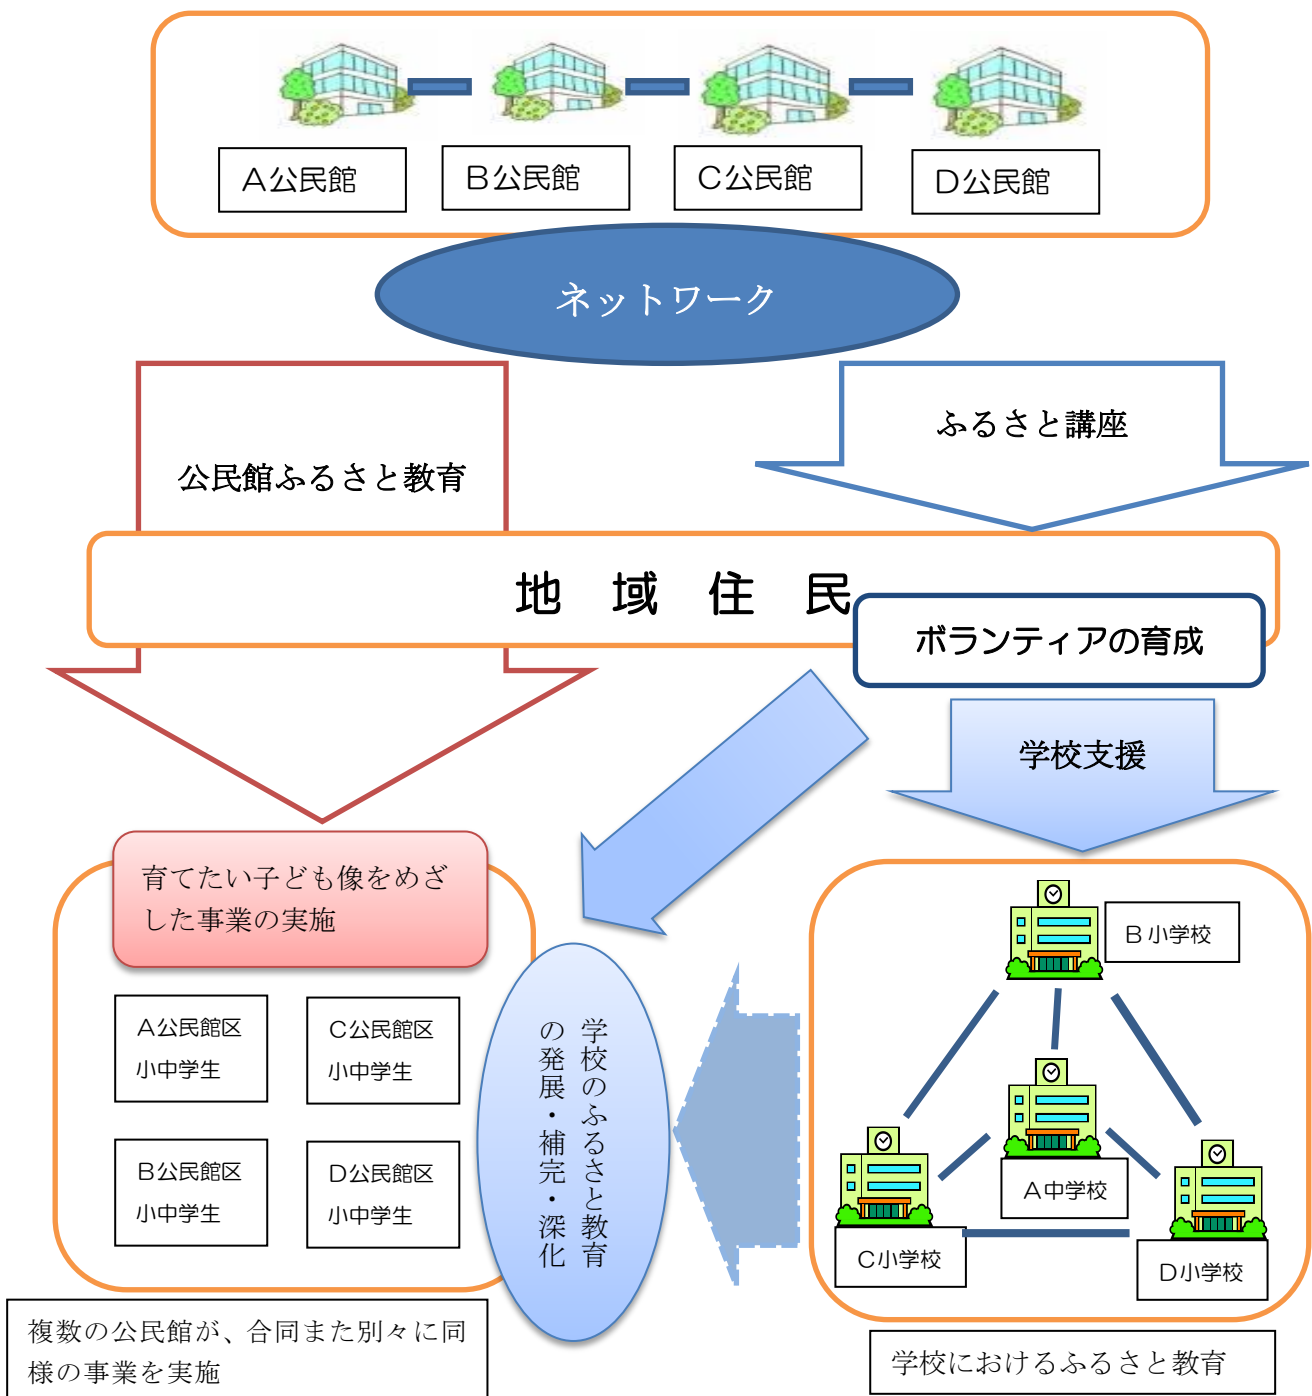 A公民館
B公民館
C公民館
D公民館
ネットワーク
公民館ふるさと教育
ふるさと講座
地 域 住 民
ボランティアの育成
学校支援
育てたい子ども像をめざ
した事業の実施
A公民館区
小中学生
C公民館区
小中学生
B公民館区
小中学生
D公民館区
小中学生
学校のふるさと教育
の発展・補完・深化
B小学校
A中学校
C小学校
D小学校
複数の公民館が、合同また別々に同
様の事業を実施
学校におけるふるさと教育